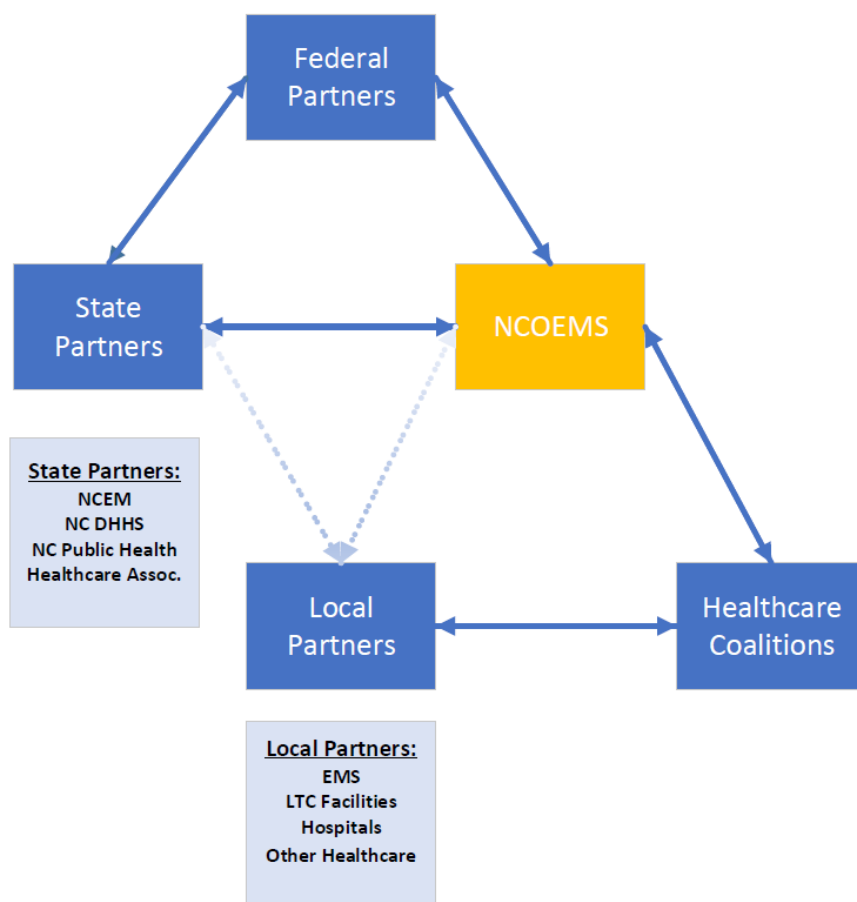 Federal
Partners
State
Partners
NCOEMS
State Partners:
NCEM
NC DHHS
NC Public Health
Healthcare Assoc.
Local
Partners
Healthcare
Coalitions
Local Partners:
EMS
LTC Facilities
Hospitals
Other Healthcare